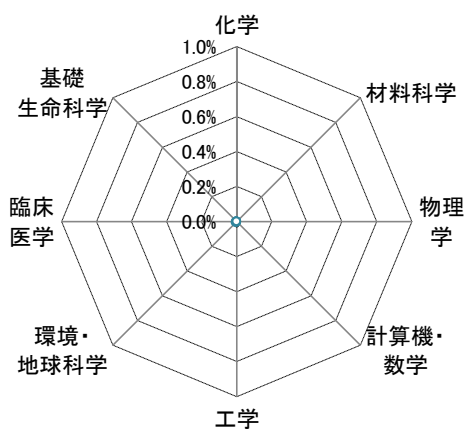 化学
1.0%
基礎
生命科学
0.8%
材料科学
0.6%
0.4%
0.2%
臨床
医学
0.0%
物理
学
環境・
地球科学
計算機・
数学
工学